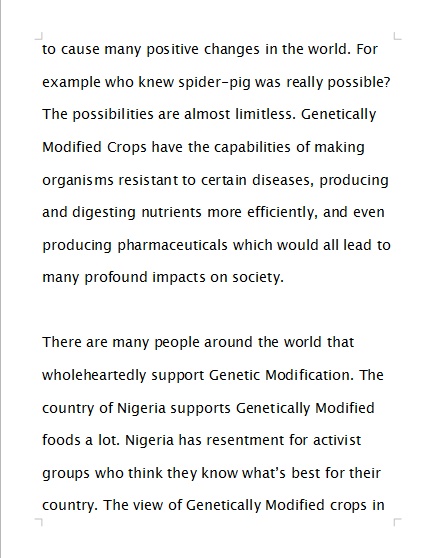 to cause many positive changes in the world. For
example who knew spider-pig was really possible?
The possibilities are almost limitless. Genetically
Modified Crops have the capabilities of making
organisms resistant to certain diseases, producing
and digesting nutrients more efficiently, and even
producing pharmaceuticals which would all lead to
many profound impacts on society.
There are many people around the world that
wholeheartedly support Genetic Modification. The
country of Nigeria supports Genetically Modified
foods a lot. Nigeria has resentment for activist
groups who think they know what’s best for their
country. The view of Genetically Modified crops in